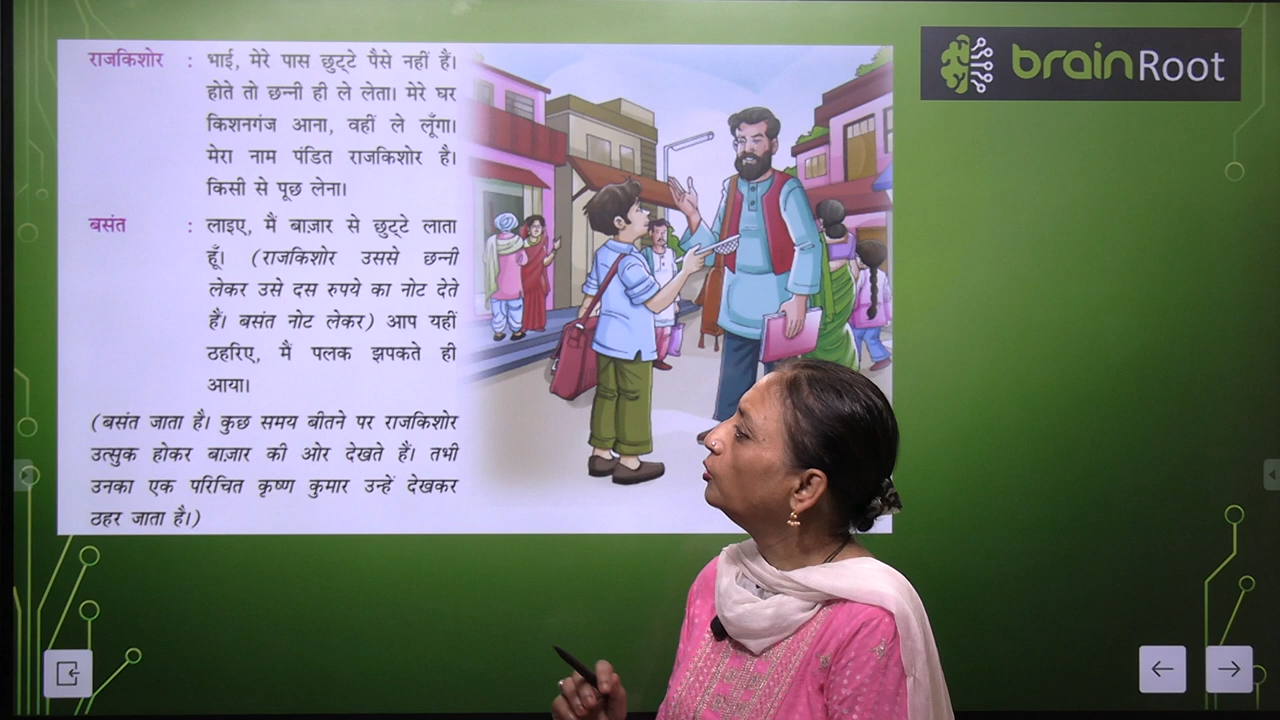 राजकिशोर : भाई, मेरे पास छुट्टे पैसे नहीं हैं।
होते तो छन्नी ही ले लेता। मेरे घर
किशनगंज आना, वहीं ले लूँगा।
मेरा नाम पंडित राजकिशोर है।
किसी से पूछ लेना।
बसंत : लाइए, मैं बाज़ार से छुट्टे लाता
हूँ। (राजकिशोर उससे छन्नी
लेकर उसे दस रुपये का नोट देते
हैं। बसंत नोट लेकर) आप यहीं
ठहरिए, मैं पलक झपकते ही
आया।
(बसंत जाता है। कुछ समय बीतने पर राजकिशोर
उत्सुक होकर बाज़ार की ओर देखते हैं। तभी
उनका एक परिचित कृष्ण कुमार उन्हें देखकर
ठहर जाता है।)
brainRoot